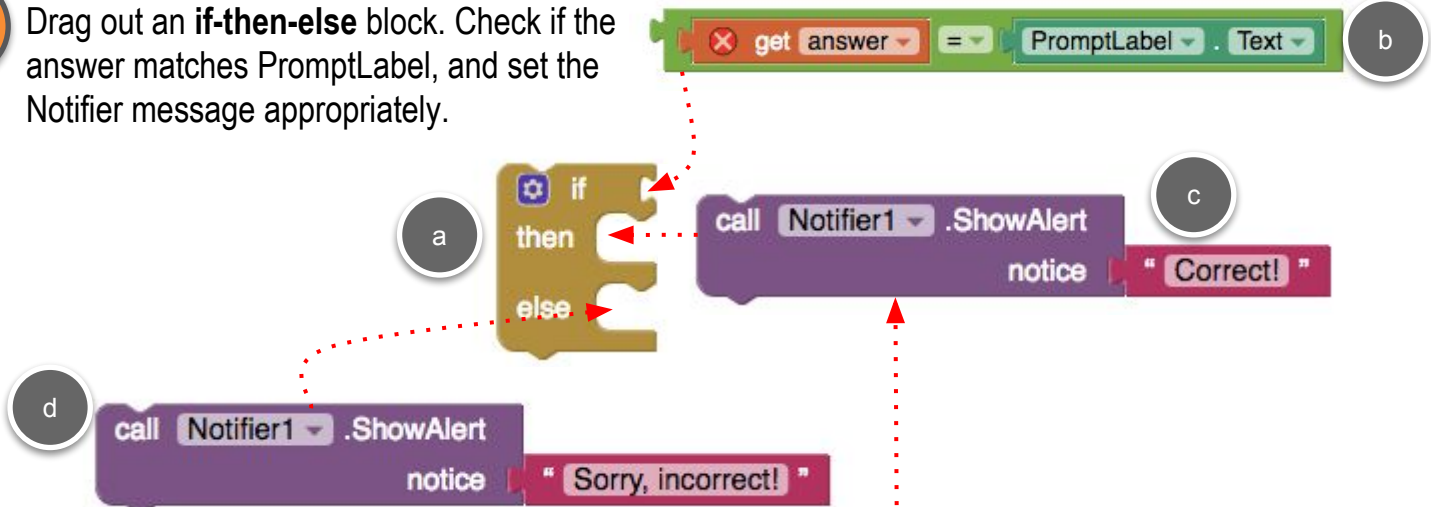 Drag out an if-then-else block. Check if the
answer matches PromptLabel, and set the
Notifier message appropriately.
get answer = PromptLabel . Text
b
a
if
then
else
call Notifier1 .ShowAlert
notice " Correct! "
c
d
call Notifier1 .ShowAlert
notice " Sorry, incorrect! "